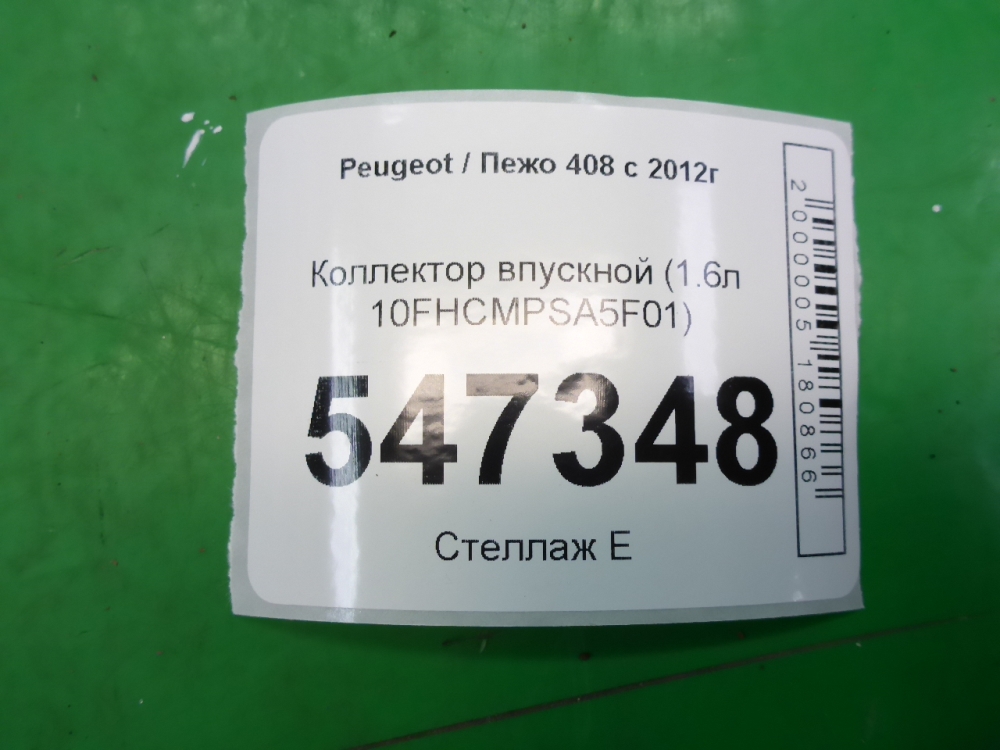 Peugeot / Пежо 408 с 2012г
Коллектор впускной (1.6л
10FHCMPSA5F01)
547348
Стеллаж Е
2000005180866